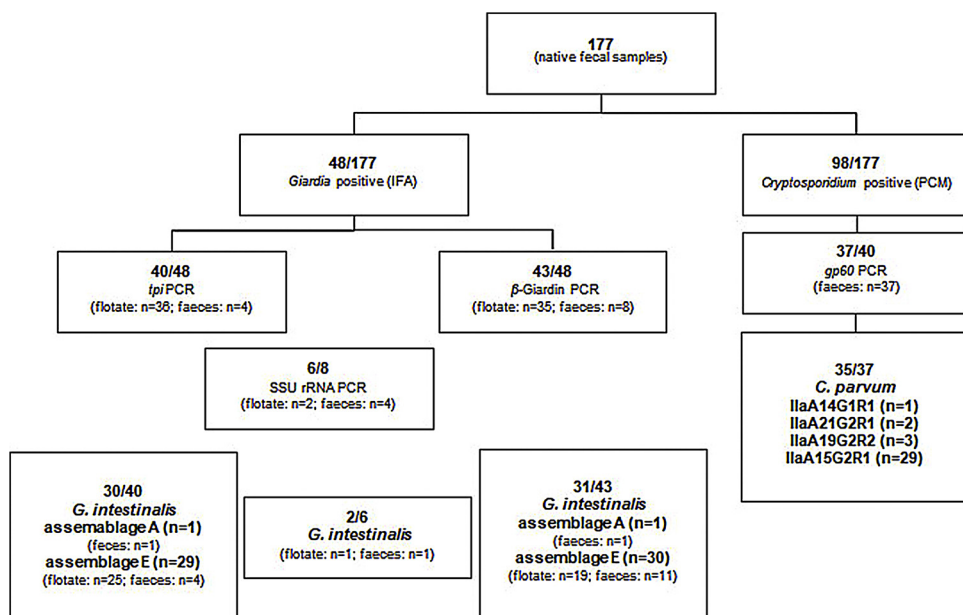 177
(native fecal samples)
48/177
Giardia positive (IFA)
98/177
Cryptosporidium positive (PCM)
40/48
tpi PCR
(flotate: n=36; faeces: n=4)
43/48
β-Giardin PCR
(flotate: n=35; faeces: n=8)
37/40
gp60 PCR
(faeces: n=37)
6/8
SSU rRNA PCR
(flotate: n=2; faeces: n=4)
35/37
C. parvum
IIaA14G1R1 (n=1)
IIaA21G2R1 (n=2)
IIaA19G2R2 (n=3)
IIaA15G2R1 (n=29)
30/40
G. intestinalis
assemablage A (n=1)
(feces: n=1)
assemblage E (n=29)
(flotate: n=25; faeces: n=4)
2/6
G. intestinalis
(flotate: n=1; faeces: n=1)
31/43
G. intestinalis
assemblage A (n=1)
(faeces: n=1)
assemblage E (n=30)
(flotate: n=19; faeces: n=11)